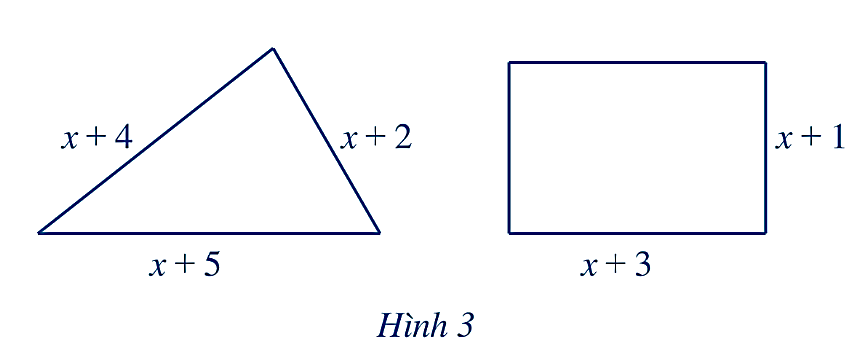 x + 4
x + 2
x + 5
x + 1
x + 3
Hình 3